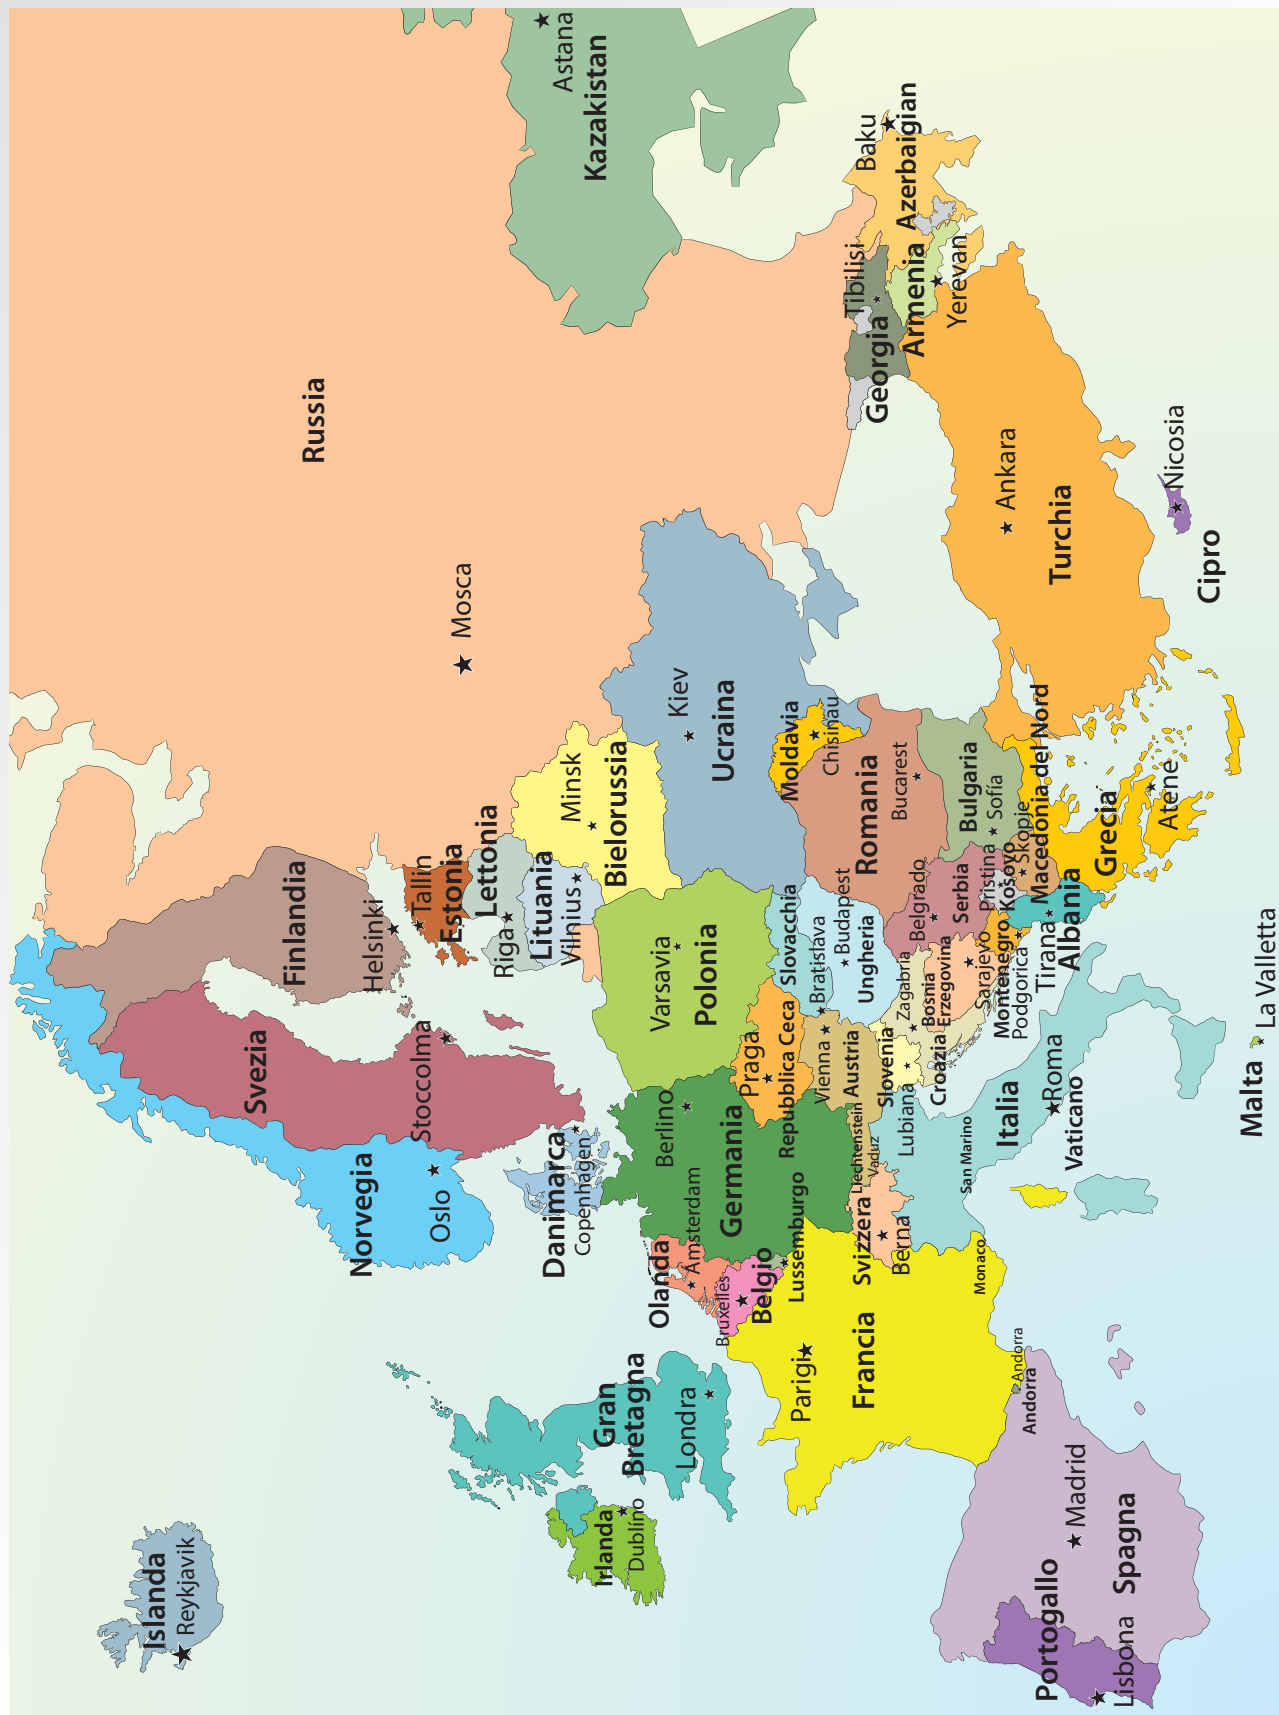 Islanda
Reykjavik
Norvegia
Oslo
Svezia
Stoccolma
Finlandia
Helsinki
Russia
Mosca
Estonia
Tallin
Lettonia
Riga
Lituania
Vilnius
Bielorussia
Minsk
Kazakistan
Astana
Danimarca
Copenhagen
Irlanda
Dublino
Gran
Bretagna
Londra
Olanda
Amsterdam
Belgio
Bruxelles
Lussemburgo
Germania
Berlino
Polonia
Varsavia
Repubblica Ceca
Praga
Slovacchia
Bratislava
Ucraina
Kiev
Moldavia
Chisinau
Francia
Parigi
Svizzera
Berna
Liechtenstein
Vaduz
Austria
Vienna
Ungheria
Budapest
Romania
Bucarest
Slovenia
Lubiana
Croazia
Zagabria
Bosnia
Erzegovina
Sarajevo
Serbia
Belgrado
Montenegro
Podgorica
Kosovo
Pristina
Bulgaria
Sofia
Macedonia del Nord
Skopje
Albania
Tirana
Grecia
Atene
Italia
Roma
Vaticano
San Marino
Monaco
Andorra
Andorra
Spagna
Madrid
Portogallo
Lisbona
Malta
La Valletta
Turchia
Ankara
Cipro
Nicosia
Georgia
Tibilisi
Armenia
Yerevan
Azerbaigian
Baku